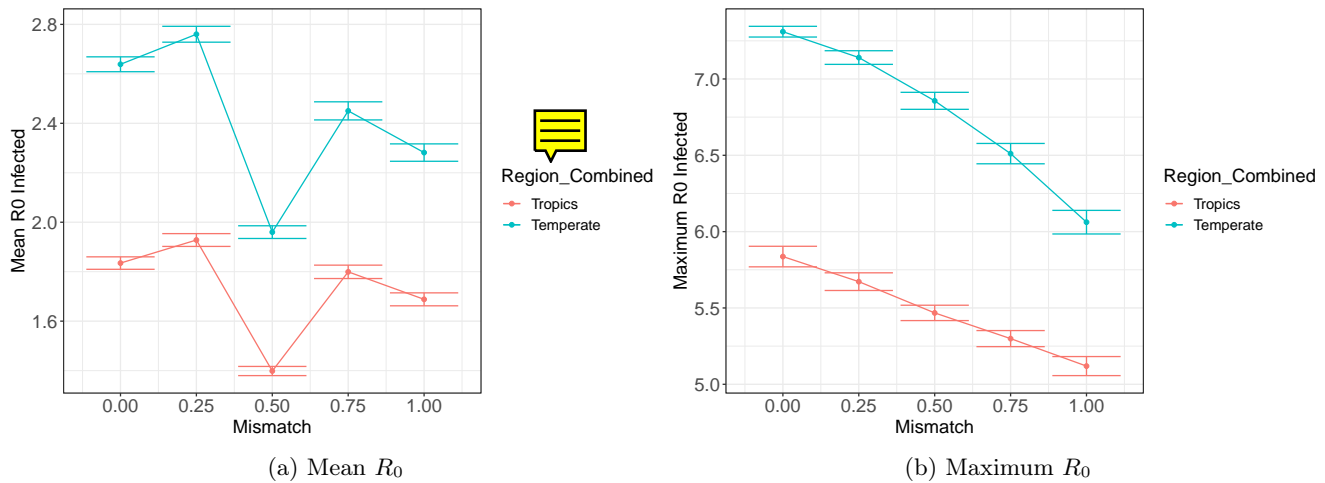 2.8
2.4
2.0
1.6
Mean R0 Infected
0.00 0.25 0.50 0.75 1.00
Mismatch
Region_Combined
Tropics
Temperate
(a) Mean R₀
7.0
6.5
6.0
5.5
5.0
Maximum R0 Infected
0.00 0.25 0.50 0.75 1.00
Mismatch
Region_Combined
Tropics
Temperate
(b) Maximum R₀